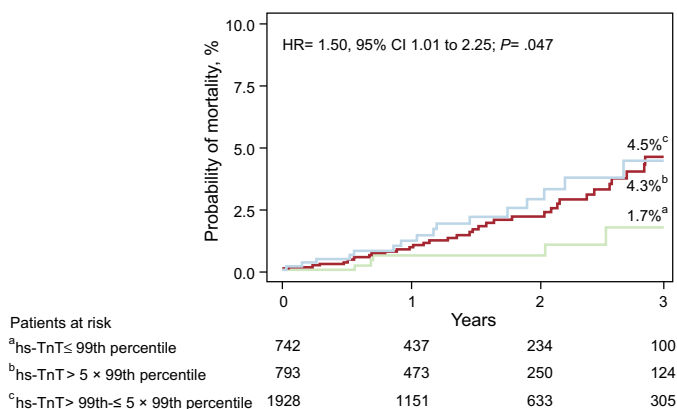 10.0
HR= 1.50, 95% CI 1.01 to 2.25; P= .047
7.5
Probability of mortality, %
5.0
4.5%c
4.3%b
2.5
1.7%a
0.0
0 1 2 3
Years
Patients at risk
ahs-TnT≤ 99th percentile 742 437 234 100
bhs-TnT> 5 × 99th percentile 793 473 250 124
chs-TnT> 99th-≤ 5 × 99th percentile 1928 1151 633 305